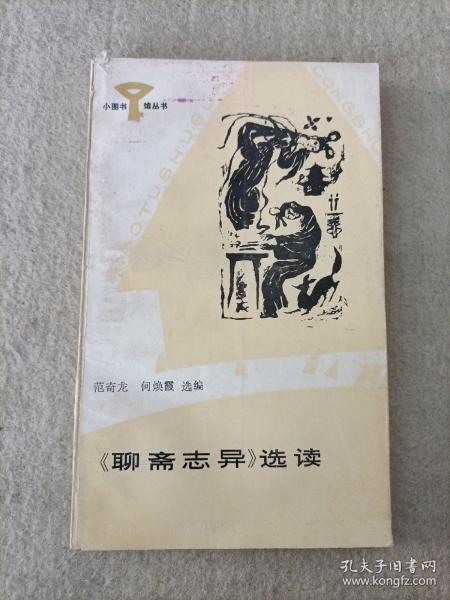 小图书馆丛书
XIAOTUSHUGUAN CONGSHU
范奇龙 何焕霞 选编
《聊斋志异》选读
孔夫子旧书网
www.kongfz.com